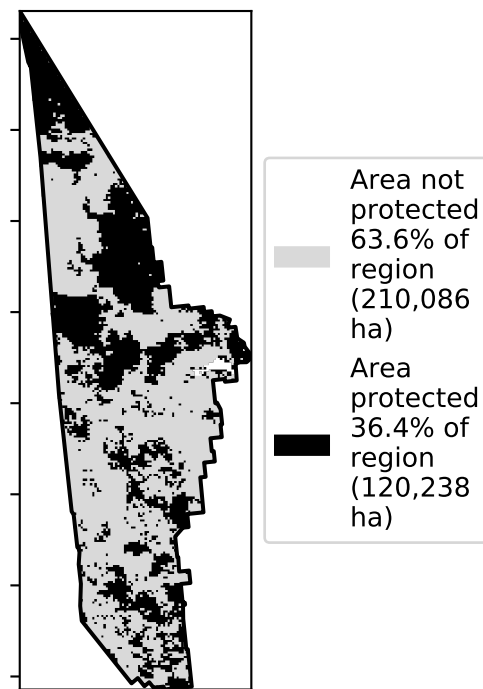 Area not
protected
63.6% of
region
(210,086
ha)
Area
protected
36.4% of
region
(120,238
ha)